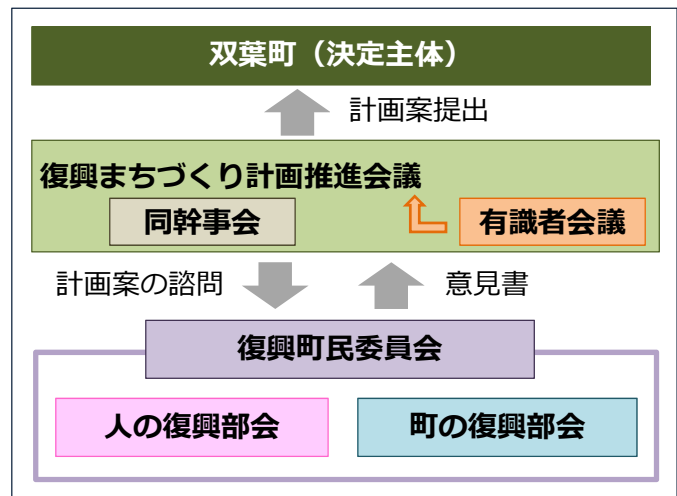 双葉町（決定主体）
計画案提出
復興まちづくり計画推進会議
同幹事会
有識者会議
計画案の諮問
意見書
復興町民委員会
人の復興部会
町の復興部会